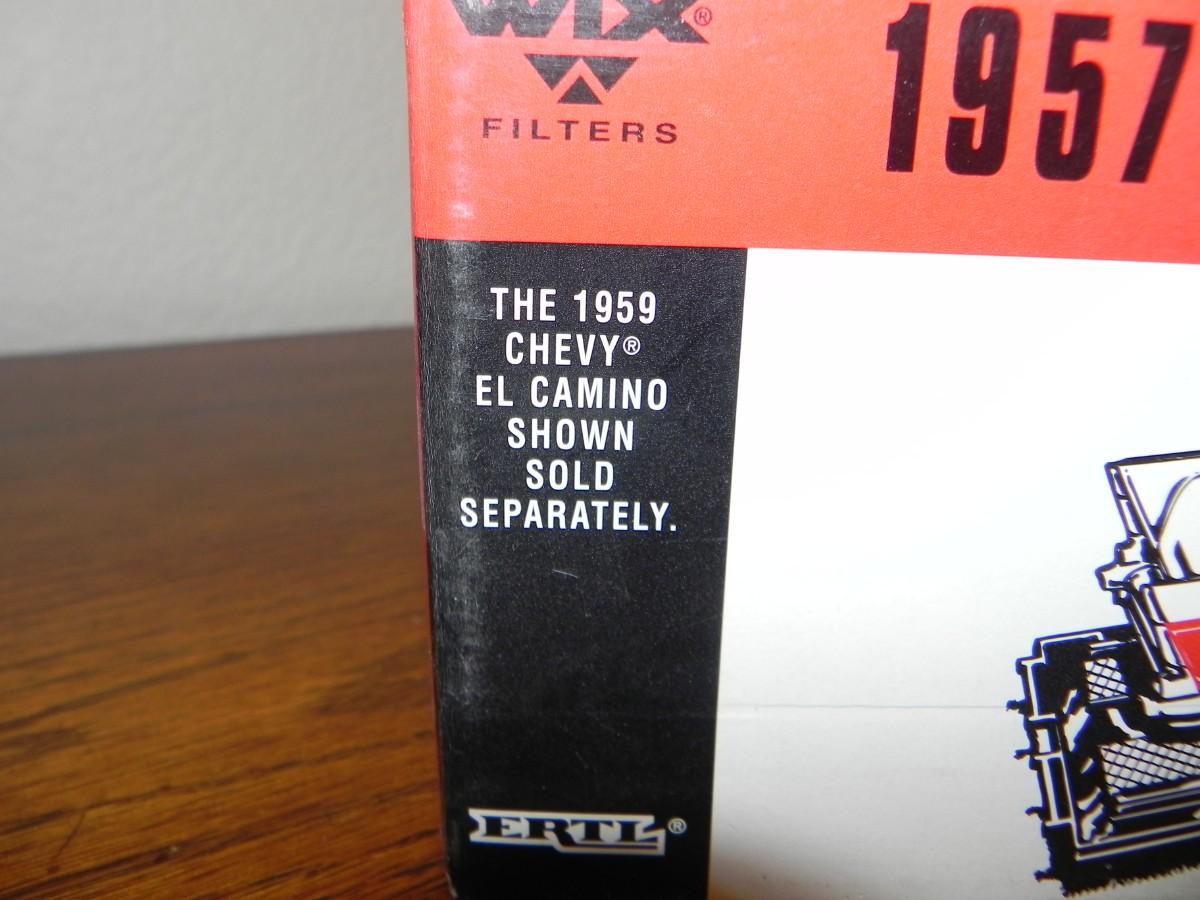 WIX®
FILTERS
1957
THE 1959
CHEVY®
EL CAMINO
SHOWN
SOLD
SEPARATELY.
ERTL®